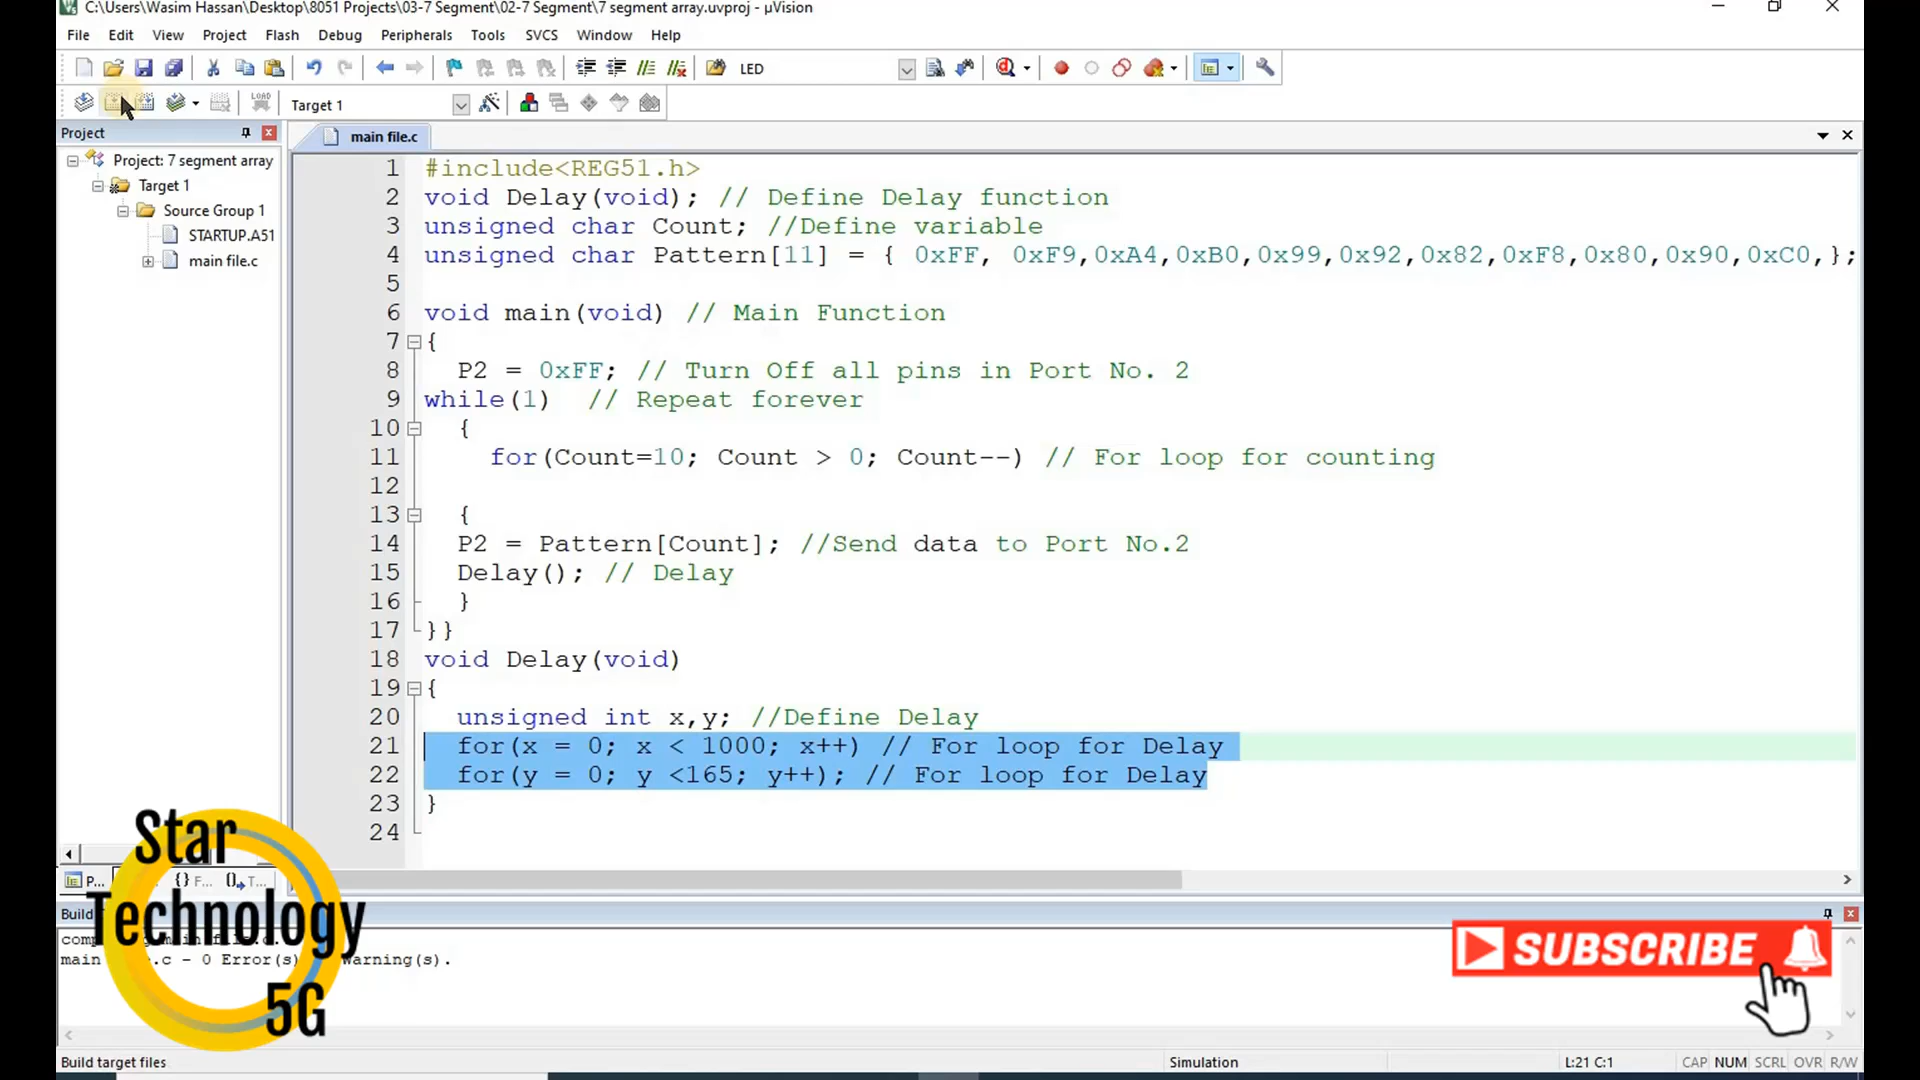 C:\Users\Wasim Hassan\Desktop\8051 Projects\03-7 Segment\02-7 Segment\7 segment array.uvproj - µVision
File Edit View Project Flash Debug Peripherals Tools SVCS Window Help
LED
LOAD Target 1
Project
main file.c
Project: 7 segment array
Target 1
Source Group 1
STARTUP.A51
main file.c
1 #include<REG51.h>
2 void Delay(void); // Define Delay function
3 unsigned char Count; //Define variable
4 unsigned char Pattern[11] = { 0xFF, 0xF9,0xA4,0xB0,0x99,0x92,0x82,0xF8,0x80,0x90,0xC0,};
5
6 void main(void) // Main Function
7 {
8 P2 = 0xFF; // Turn Off all pins in Port No. 2
9 while(1) // Repeat forever
10 {
11 for(Count=10; Count > 0; Count--) // For loop for counting
12
13 {
14 P2 = Pattern[Count]; //Send data to Port No.2
15 Delay(); // Delay
16 }
17 }}
18 void Delay(void)
19 {
20 unsigned int x,y; //Define Delay
21 for(x = 0; x < 1000; x++) // For loop for Delay
22 for(y = 0; y <165; y++); // For loop for Delay
23 }
24
P... {} F... T...
Build
main .c - 0 Error(s) Warning(s).
Star
Technology
5G
SUBSCRIBE
Build target files Simulation L:21 C:1 CAP NUM SCRL OVR R/W